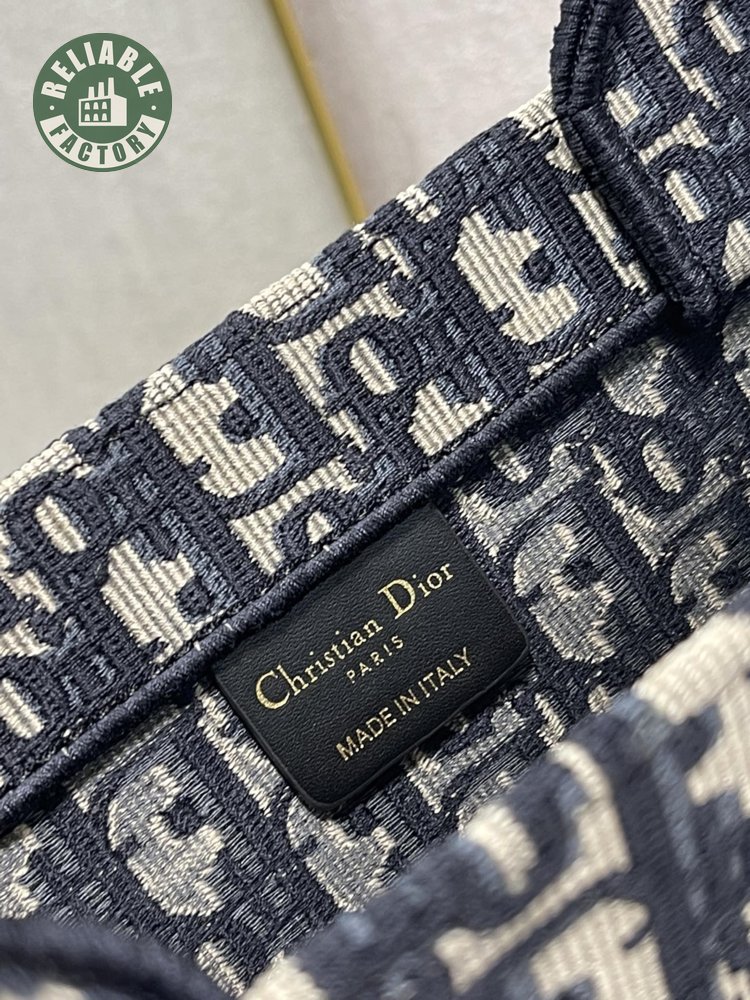 RELIABLE
FACTORY
Christian Dior
PARIS
MADE IN ITALY